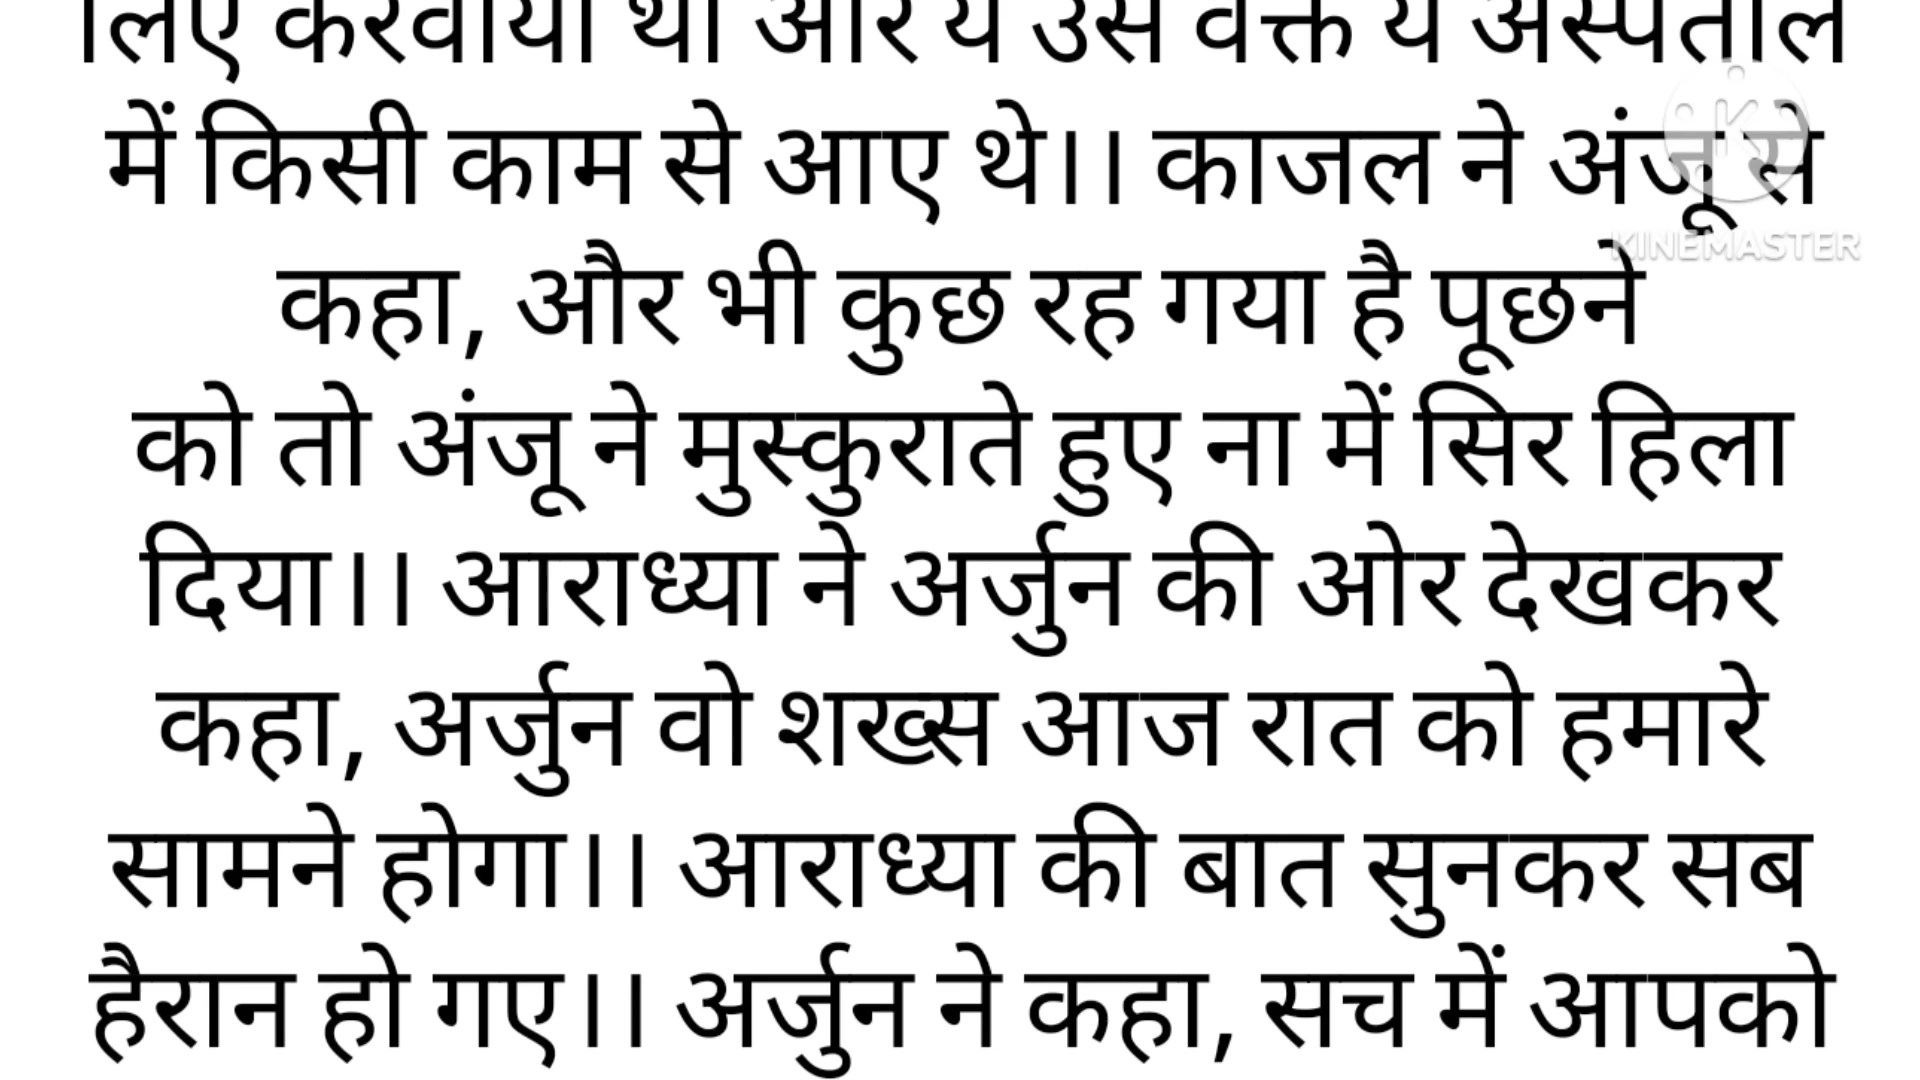 लिए करवाया था और ये उस वक्त ये अस्पताल
में किसी काम से आए थे।। काजल ने अंजू से
कहा, और भी कुछ रह गया है पूछने
को तो अंजू ने मुस्कुराते हुए ना में सिर हिला
दिया।। आराध्या ने अर्जुन की ओर देखकर
कहा, अर्जुन वो शख्स आज रात को हमारे
सामने होगा।। आराध्या की बात सुनकर सब
हैरान हो गए।। अर्जुन ने कहा, सच में आपको
KINEMASTER